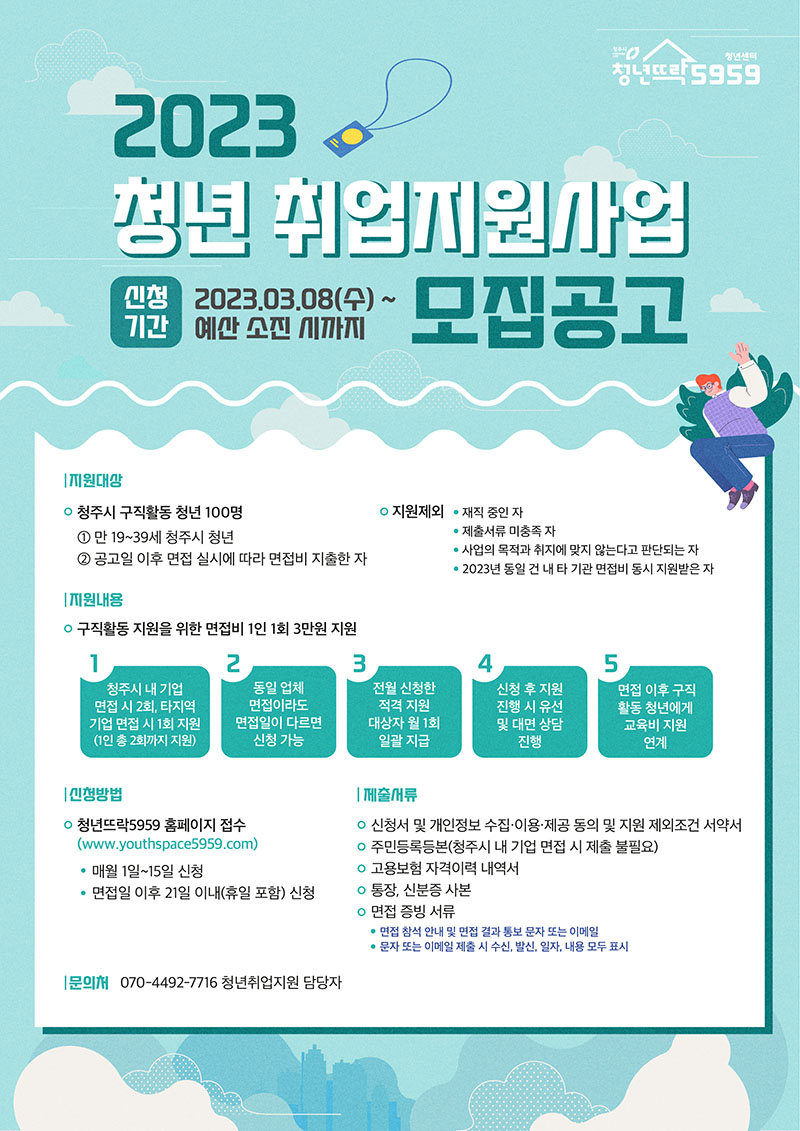 청주시
청년뜨락5959
청년센터
2023
청년 취업지원사업
모집공고
신청
기간
2023.03.08(수) ~
예산 소진 시까지
지원대상
청주시 구직활동 청년 100명
① 만 19~39세 청주시 청년
② 공고일 이후 면접 실시에 따라 면접비 지출한 자
지원제외
• 재직 중인 자
• 제출서류 미충족 자
• 사업의 목적과 취지에 맞지 않는다고 판단되는 자
• 2023년 동일 건 내 타 기관 면접비 동시 지원받은 자
지원내용
구직활동 지원을 위한 면접비 1인 1회 3만원 지원
1
청주시 내 기업
면접 시 2회, 타지역
기업 면접 시 1회 지원
(1인 총 2회까지 지원)
2
동일 업체
면접이라도
면접일이 다르면
신청 가능
3
전월 신청한
적격 지원
대상자 월 1회
일괄 지급
4
신청 후 지원
진행 시 유선
및 대면 상담
진행
5
면접 이후 구직
활동 청년에게
교육비 지원
연계
신청방법
청년뜨락5959 홈페이지 접수
(www.youthspace5959.com)
• 매월 1일~15일 신청
• 면접일 이후 21일 이내(휴일 포함) 신청
제출서류
신청서 및 개인정보 수집·이용·제공 동의 및 지원 제외조건 서약서
주민등록등본(청주시 내 기업 면접 시 제출 불필요)
고용보험 자격이력 내역서
통장, 신분증 사본
면접 증빙 서류
• 면접 참석 안내 및 면접 결과 통보 문자 또는 이메일
• 문자 또는 이메일 제출 시 수신, 발신, 일자, 내용 모두 표시
문의처 070-4492-7716 청년취업지원 담당자